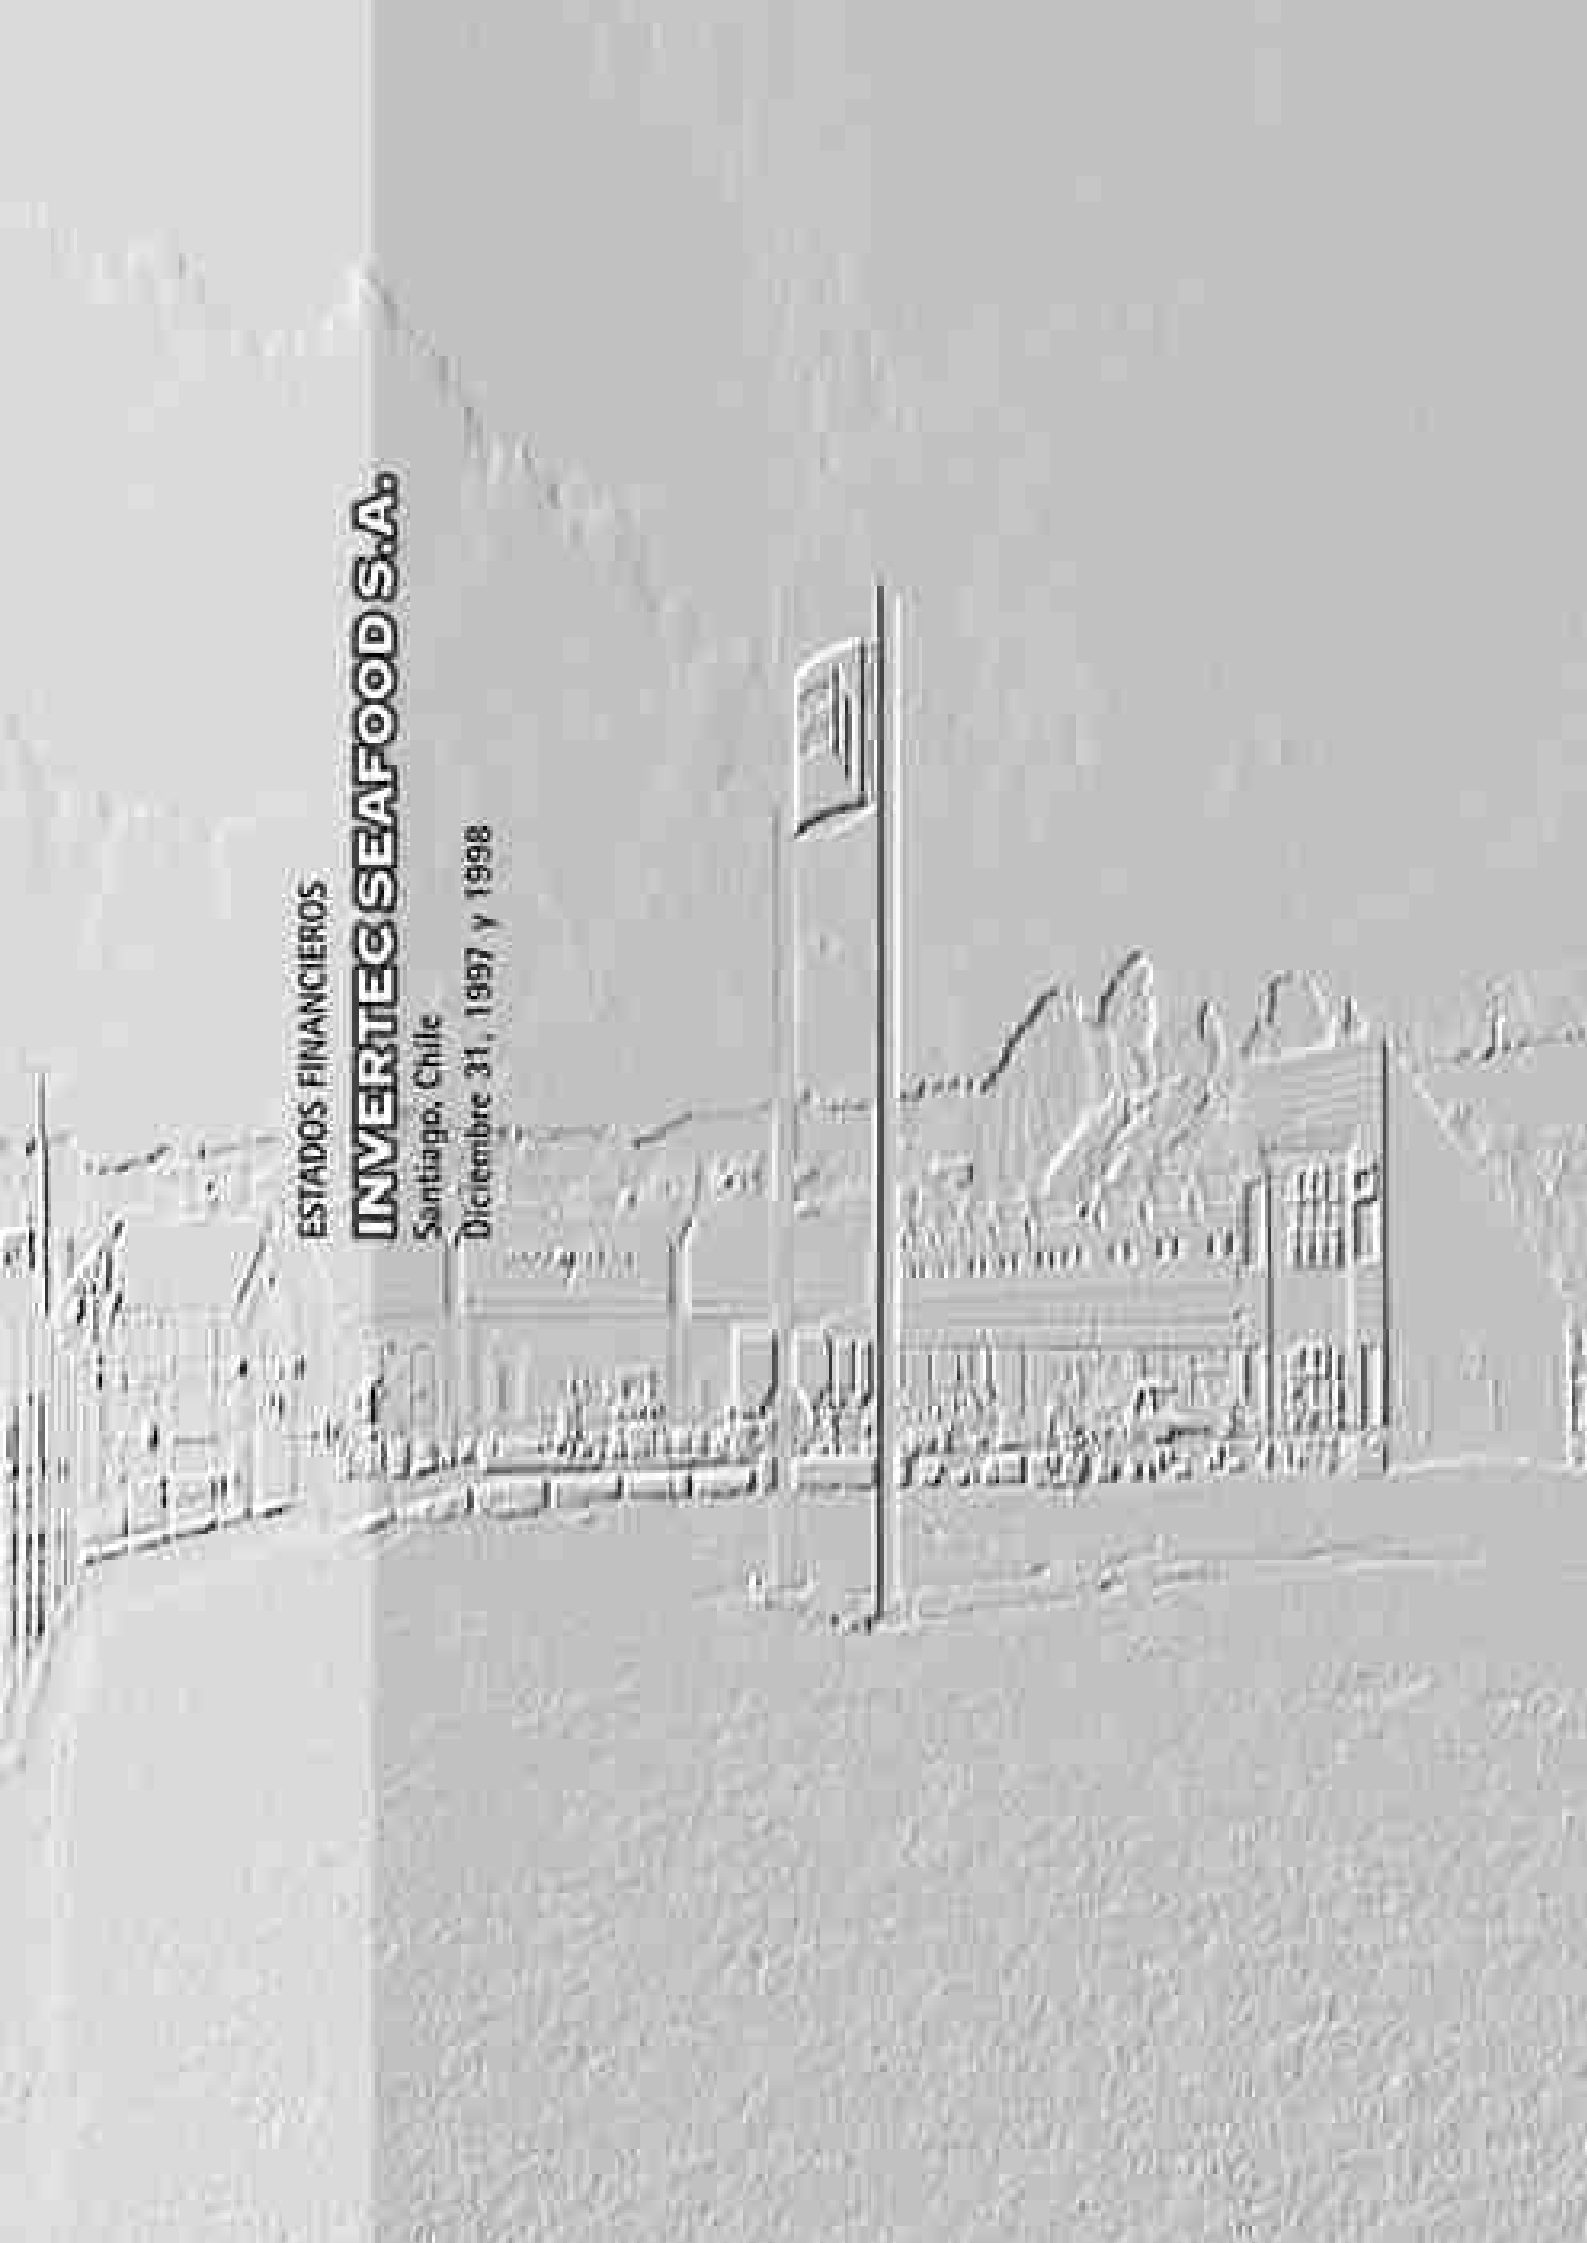 ESTADOS FINANCIEROS
INVERTEC SEAFOOD S.A.
Santiago, Chile
Diciembre 31, 1997 y 1998